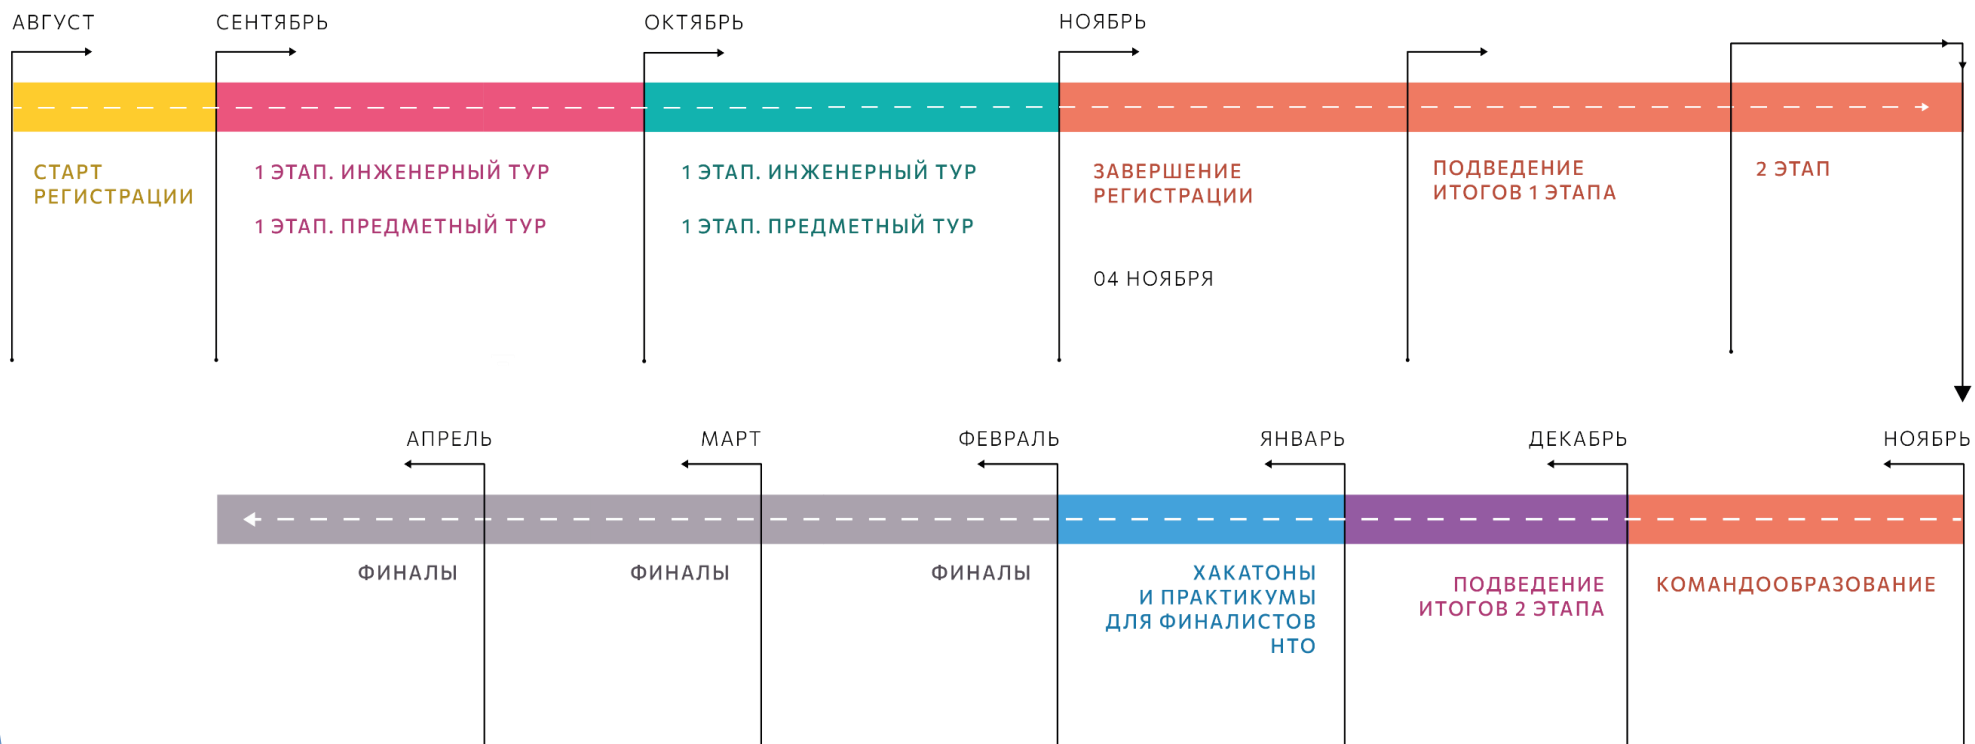 АВГУСТ
СЕНТЯБРЬ
ОКТЯБРЬ
НОЯБРЬ
СТАРТ
РЕГИСТРАЦИИ
1 ЭТАП. ИНЖЕНЕРНЫЙ ТУР
1 ЭТАП. ПРЕДМЕТНЫЙ ТУР
1 ЭТАП. ИНЖЕНЕРНЫЙ ТУР
1 ЭТАП. ПРЕДМЕТНЫЙ ТУР
ЗАВЕРШЕНИЕ
РЕГИСТРАЦИИ
04 НОЯБРЯ
ПОДВЕДЕНИЕ
ИТОГОВ 1 ЭТАПА
2 ЭТАП
АПРЕЛЬ
МАРТ
ФЕВРАЛЬ
ЯНВАРЬ
ДЕКАБРЬ
НОЯБРЬ
ФИНАЛЫ
ФИНАЛЫ
ФИНАЛЫ
ХАКАТОНЫ
И ПРАКТИКУМЫ
ДЛЯ ФИНАЛИСТОВ
НТО
ПОДВЕДЕНИЕ
ИТОГОВ 2 ЭТАПА
КОМАНДООБРАЗОВАНИЕ